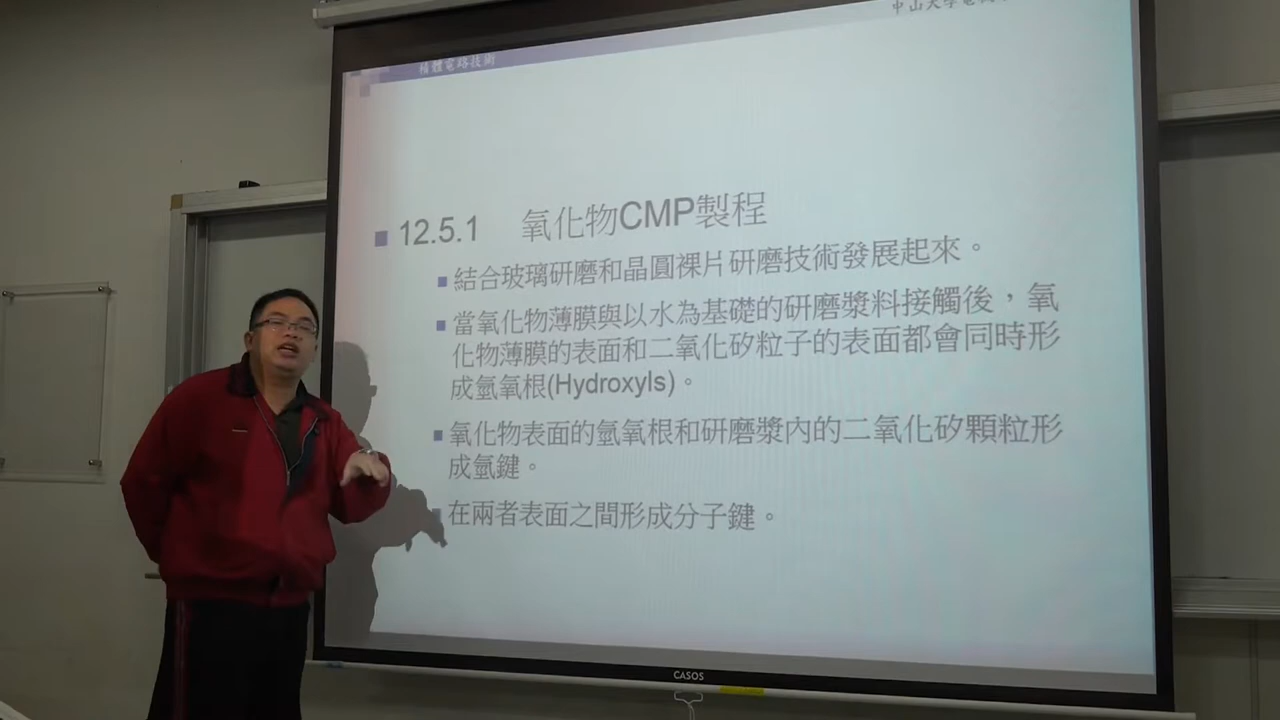 積體電路技術
中山大學電機
12.5.1 氧化物CMP製程
結合玻璃研磨和晶圓裸片研磨技術發展起來。
當氧化物薄膜與以水為基礎的研磨漿料接觸後，氧
化物薄膜的表面和二氧化矽粒子的表面都會同時形
成氫氧根(Hydroxyls)。
氧化物表面的氫氧根和研磨漿內的二氧化矽顆粒形
成氫鍵。
在兩者表面之間形成分子鍵。
CASOS